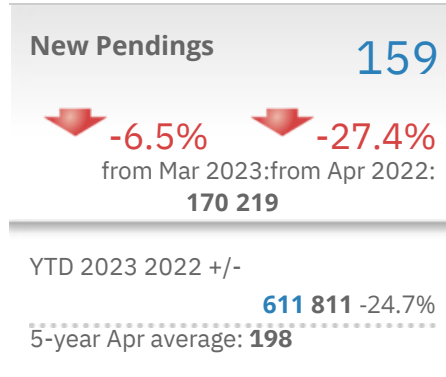 New Pendings 159
-6.5% -27.4%
from Mar 2023:from Apr 2022:
170 219
YTD 2023 2022 +/-
611 811 -24.7%
5-year Apr average: 198